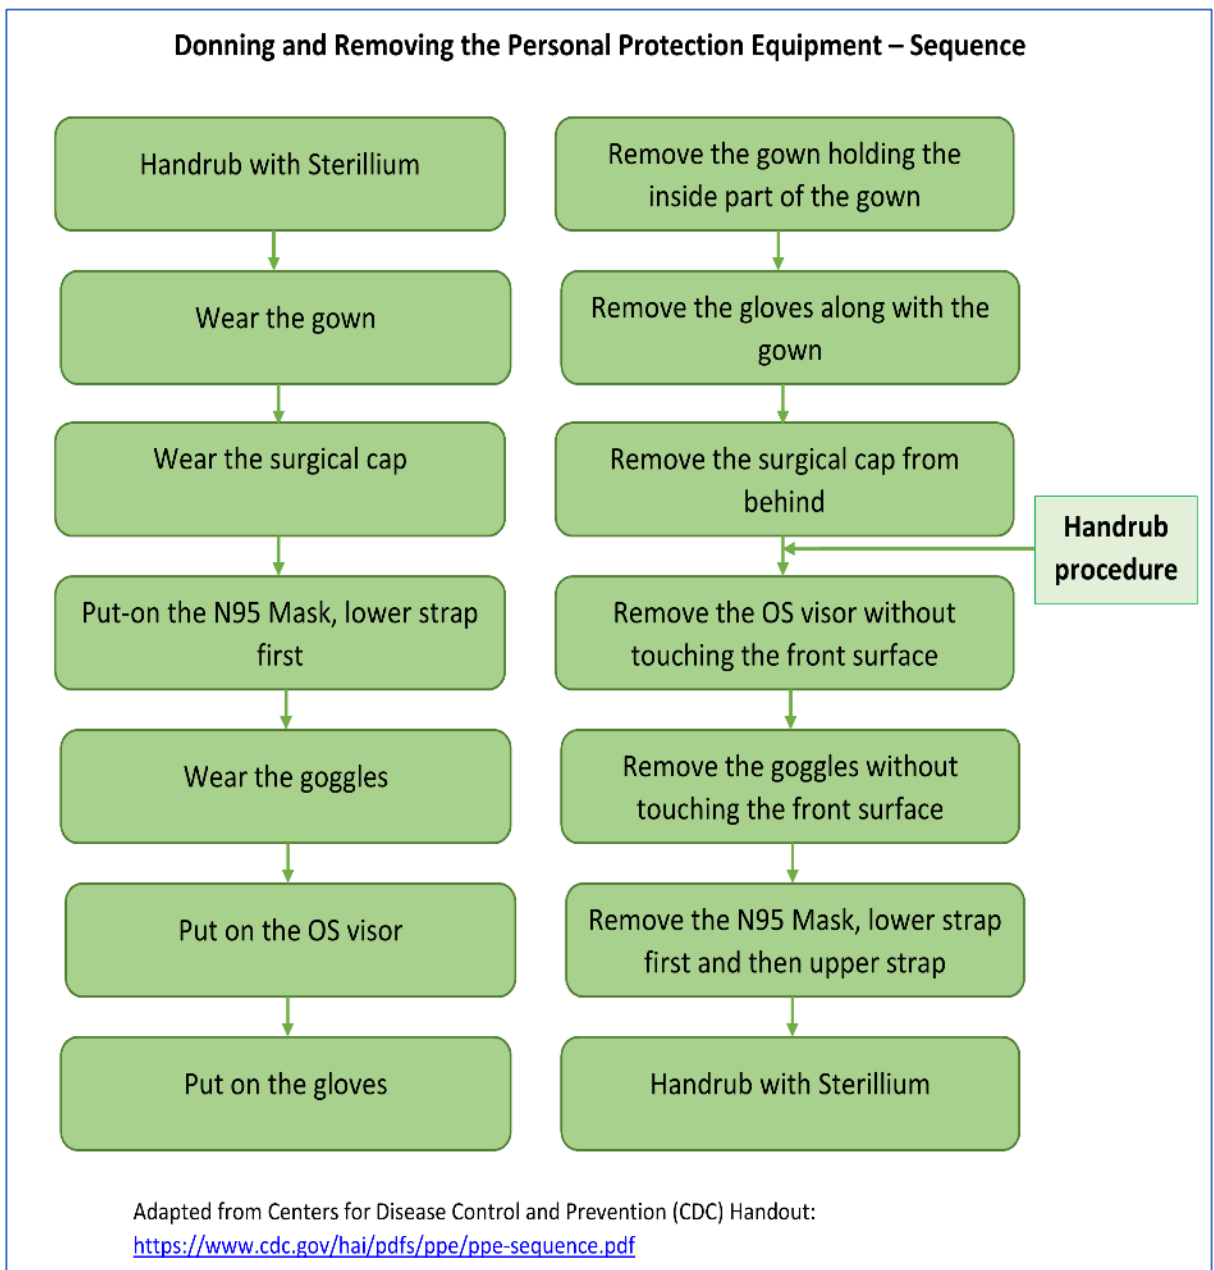 Donning and Removing the Personal Protection Equipment – Sequence
Handrub with Sterillium
Wear the gown
Wear the surgical cap
Put-on the N95 Mask, lower strap
first
Wear the goggles
Put on the OS visor
Put on the gloves
Remove the gown holding the
inside part of the gown
Remove the gloves along with the
gown
Remove the surgical cap from
behind
Handrub
procedure
Remove the OS visor without
touching the front surface
Remove the goggles without
touching the front surface
Remove the N95 Mask, lower strap
first and then upper strap
Handrub with Sterillium
Adapted from Centers for Disease Control and Prevention (CDC) Handout:
https://www.cdc.gov/hai/pdfs/ppe/ppe-sequence.pdf